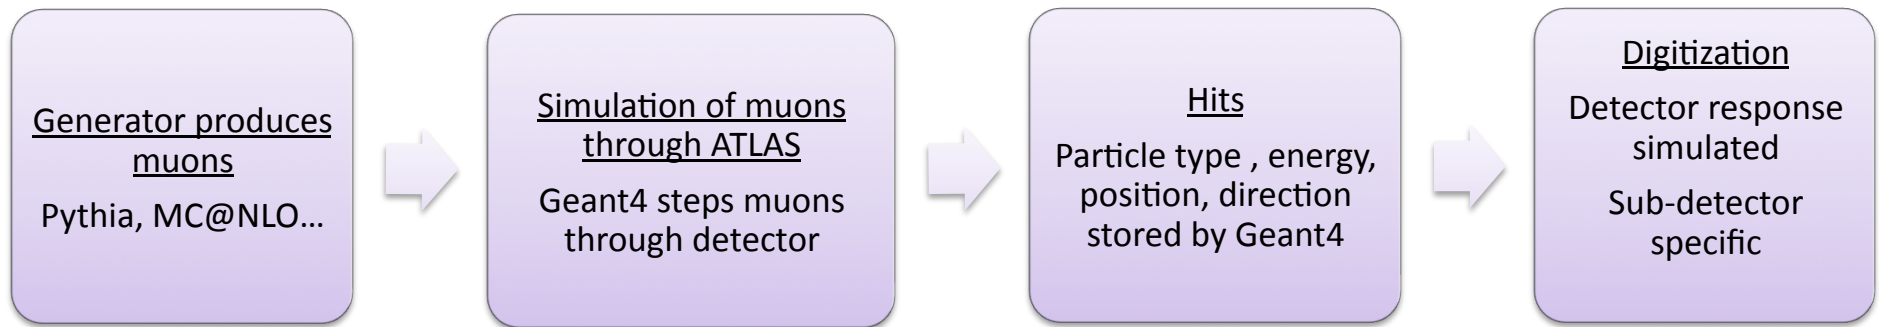 Generator produces
muons
Pythia, MC@NLO…
Simulation of muons
through ATLAS
Geant4 steps muons
through detector
Hits
Particle type , energy,
position, direction
stored by Geant4
Digitization
Detector response
simulated
Sub-detector
specific